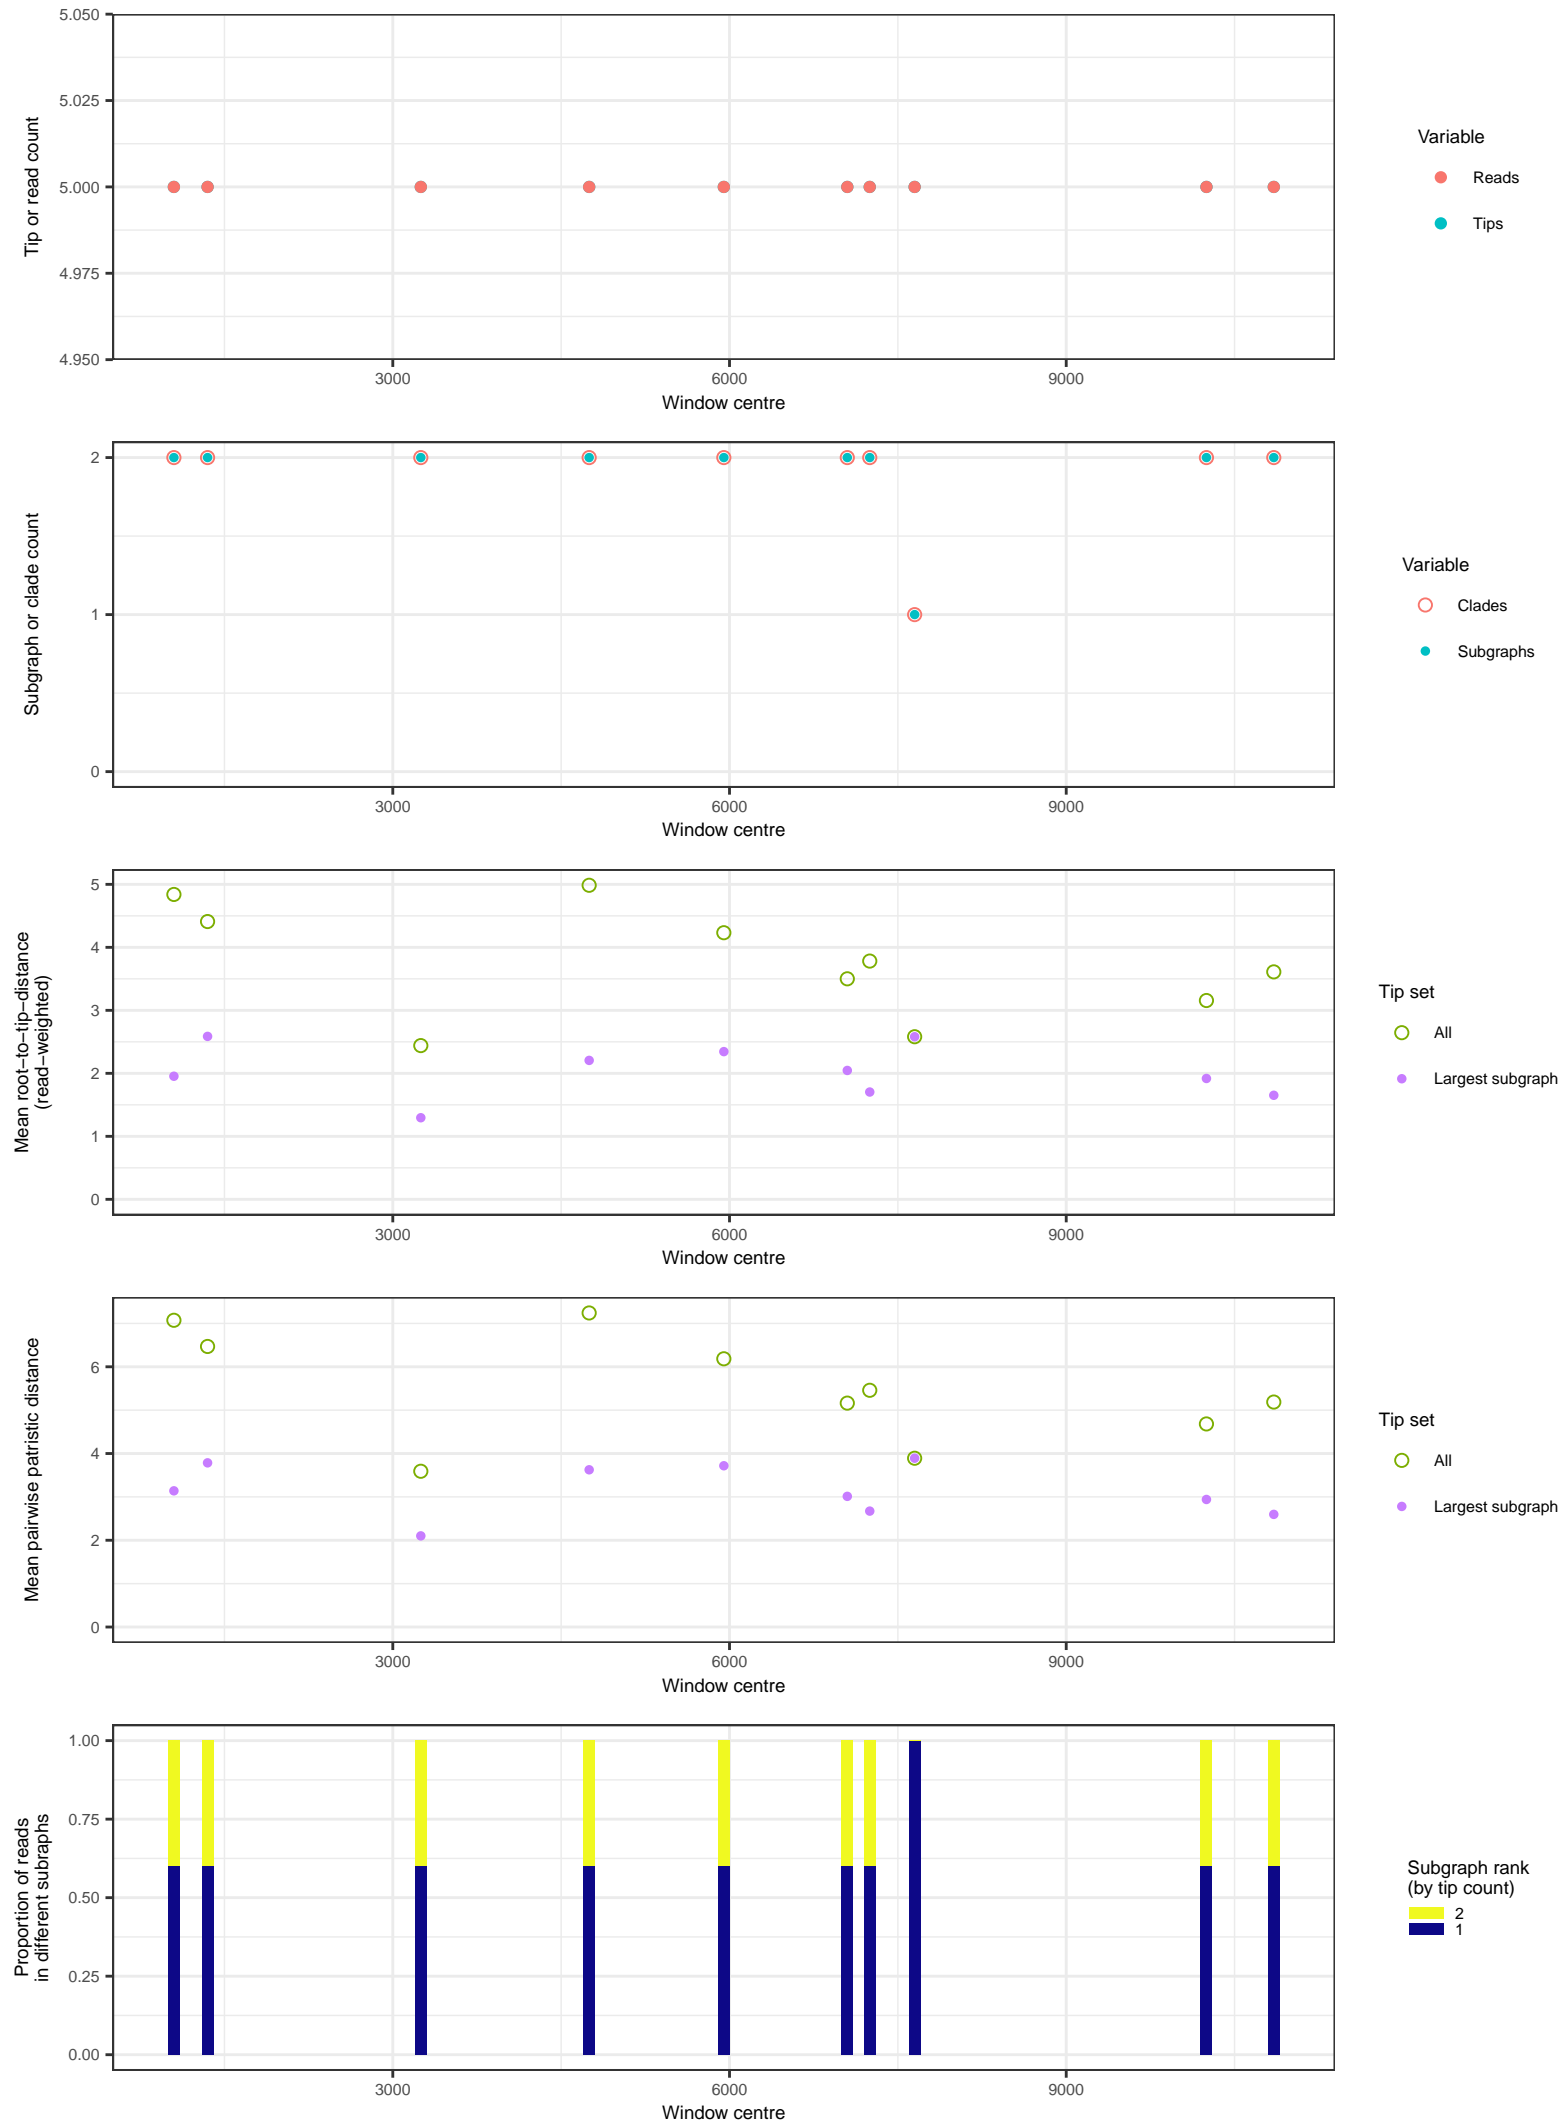 5.050
5.025
5.000
4.975
4.950
Tip or read count
3000 6000 9000
Window centre
Variable
Reads
Tips
2
1
0
Subgraph or clade count
3000 6000 9000
Window centre
Variable
Clades
Subgraphs
5
4
3
2
1
0
Mean root−to−tip−distance
(read−weighted)
3000 6000 9000
Window centre
Tip set
All
Largest subgraph
6
4
2
0
Mean pairwise patristic distance
3000 6000 9000
Window centre
Tip set
All
Largest subgraph
1.00
0.75
0.50
0.25
0.00
Proportion of reads
in different subraphs
3000 6000 9000
Window centre
Subgraph rank
(by tip count)
2
1